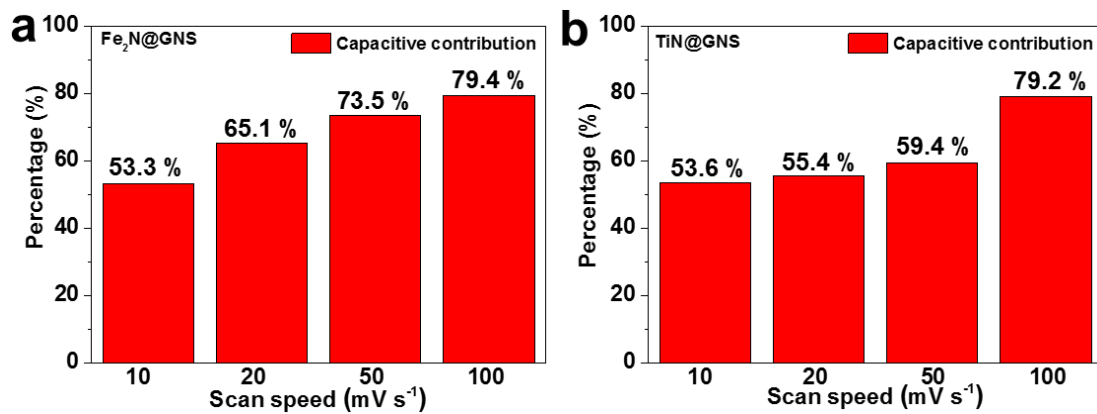 a
Fe₂N@GNS
Capacitive contribution
Percentage (%)
100
80
60
40
20
0
53.3 %
65.1 %
73.5 %
79.4 %
10
20
50
100
Scan speed (mV s⁻¹)
b
TiN@GNS
Capacitive contribution
Percentage (%)
100
80
60
40
20
0
53.6 %
55.4 %
59.4 %
79.2 %
10
20
50
100
Scan speed (mV s⁻¹)